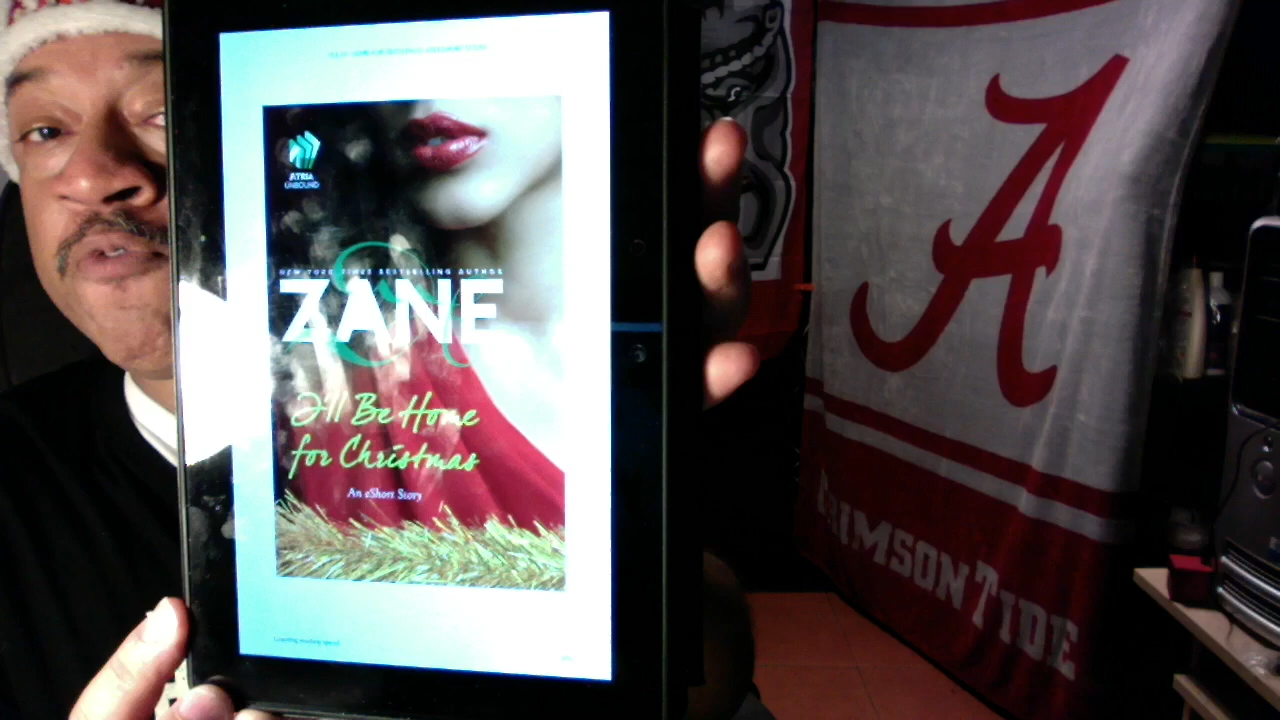 ATRIA
UNBOUND
NEW YORK TIMES BESTSELLING AUTHOR
ZANE
I'll Be Home
for Christmas
An eShort Story
A
CRIMSON TIDE